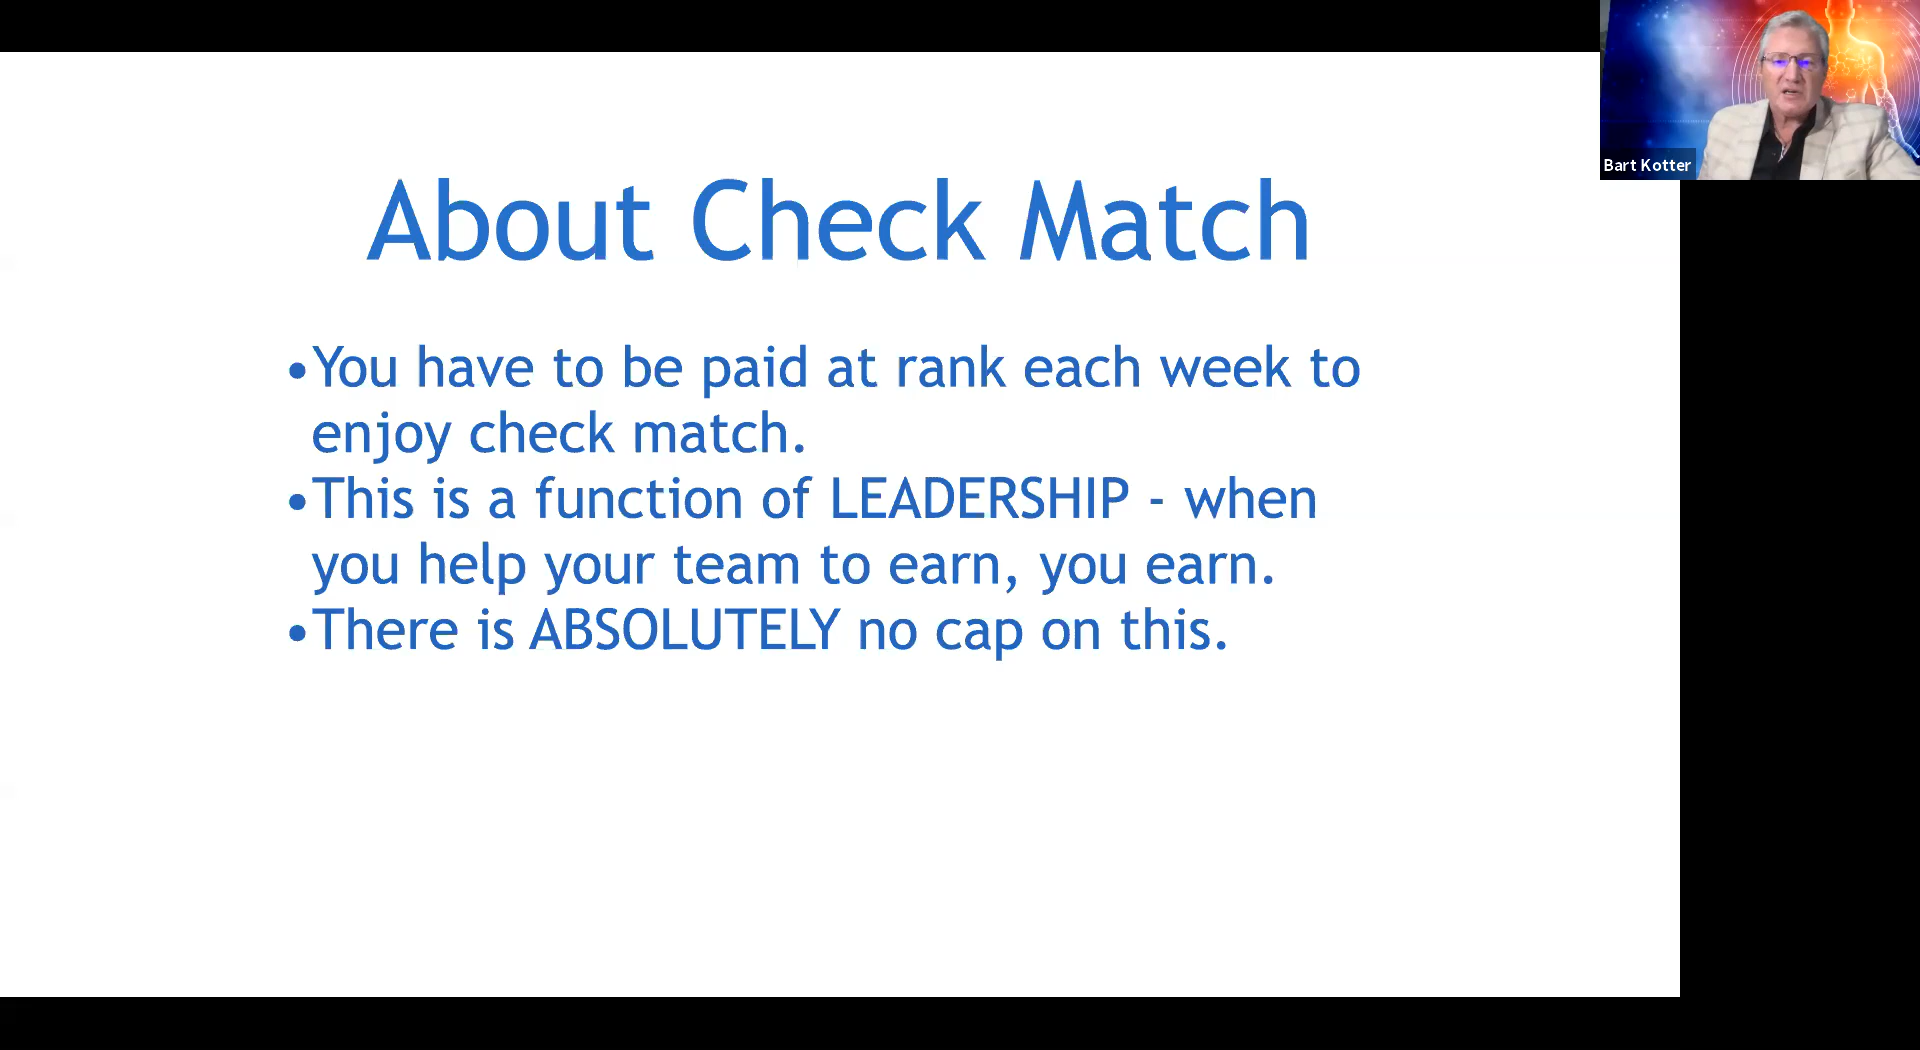 About Check Match
•You have to be paid at rank each week to
enjoy check match.
•This is a function of LEADERSHIP - when
you help your team to earn, you earn.
•There is ABSOLUTELY no cap on this.
Bart Kotter